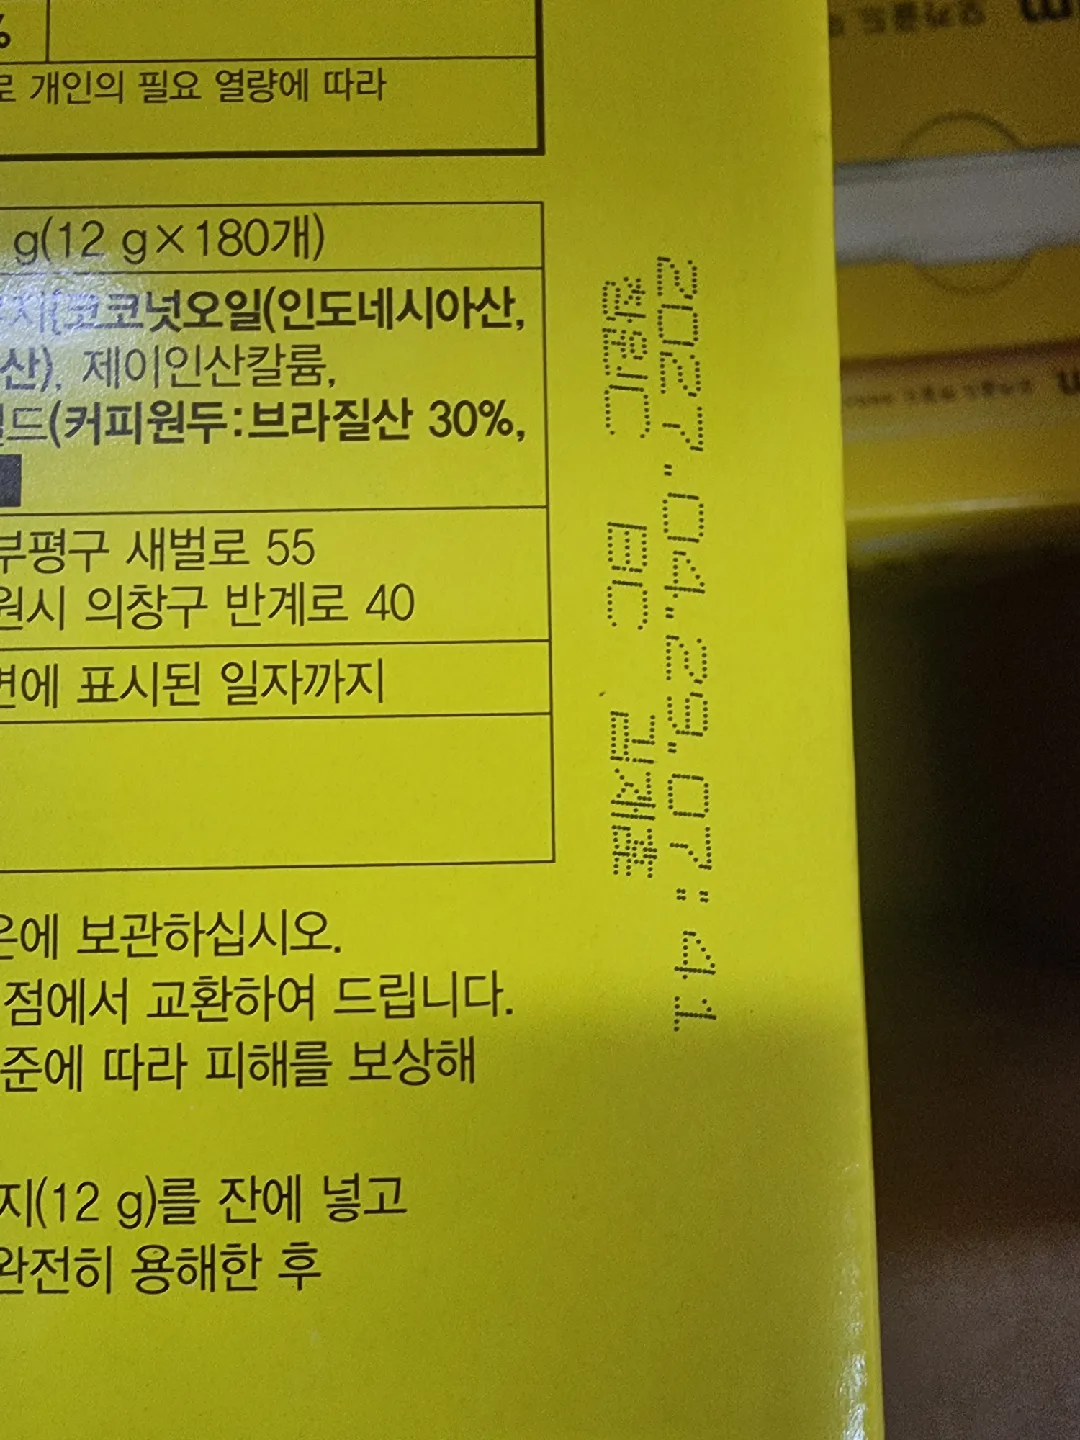 %
로 개인의 필요 열량에 따라
g(12 g×180개)
지{코코넛오일(인도네시아산,
산), 제이인산칼륨,
드(커피원두:브라질산 30%,
부평구 새벌로 55
원시 의창구 반계로 40
면에 표시된 일자까지
온에 보관하십시오.
점에서 교환하여 드립니다.
준에 따라 피해를 보상해
지(12 g)를 잔에 넣고
완전히 용해한 후
2027.04.29.07:41
창원C BC